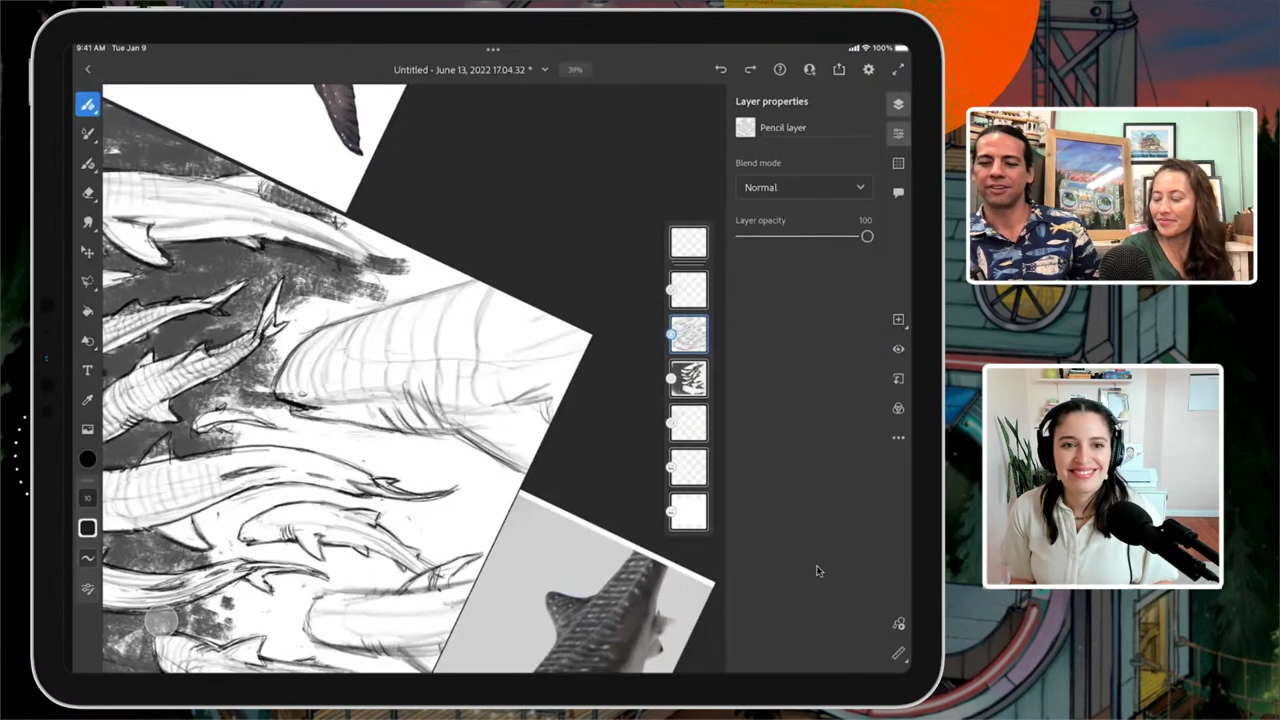 9:41 AM Tue Jan 9
100%
Untitled - June 13, 2022 17.04.32 *
39%
Layer properties
Pencil layer
Blend mode
Normal
Layer opacity 100
T
10